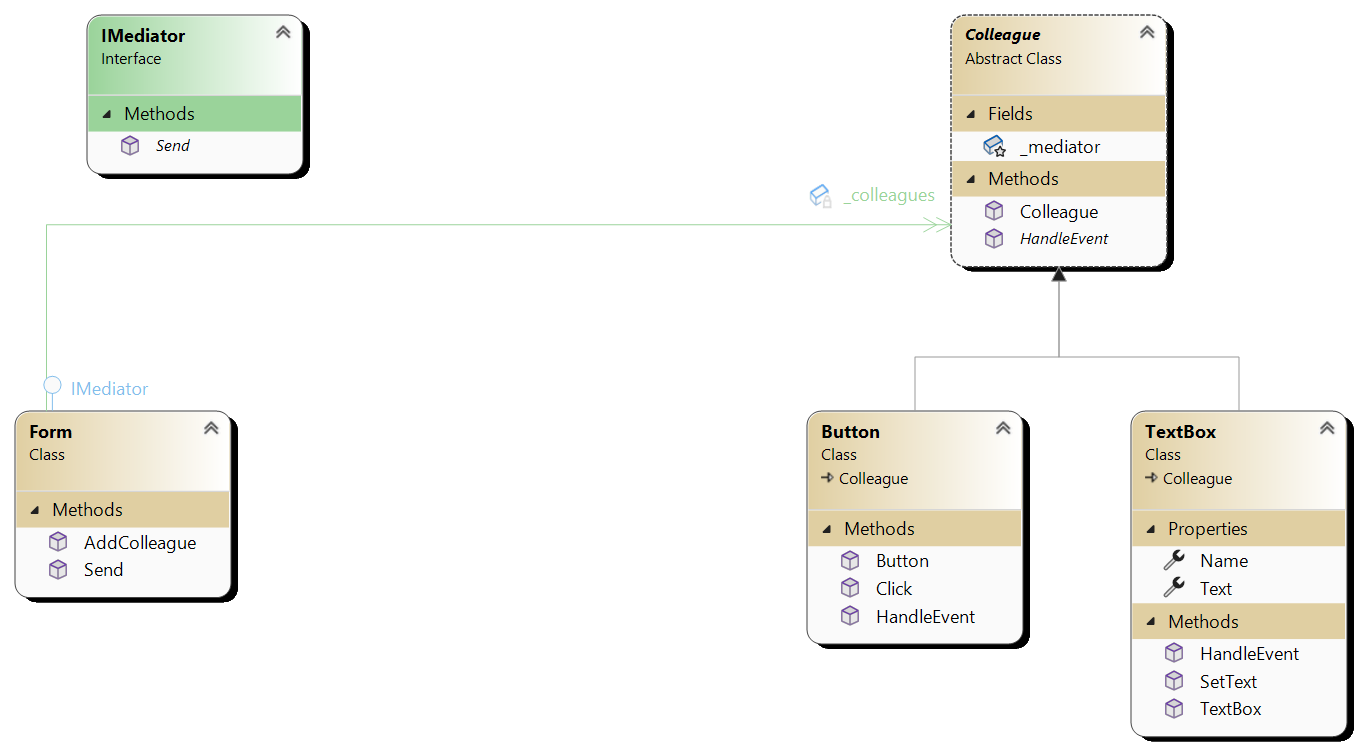 IMediator
Interface
Methods
Send
Colleague
Abstract Class
Fields
_mediator
Methods
Colleague
HandleEvent
_colleagues
IMediator
Form
Class
Methods
AddColleague
Send
Button
Class
Colleague
Methods
Button
Click
HandleEvent
TextBox
Class
Colleague
Properties
Name
Text
Methods
HandleEvent
SetText
TextBox